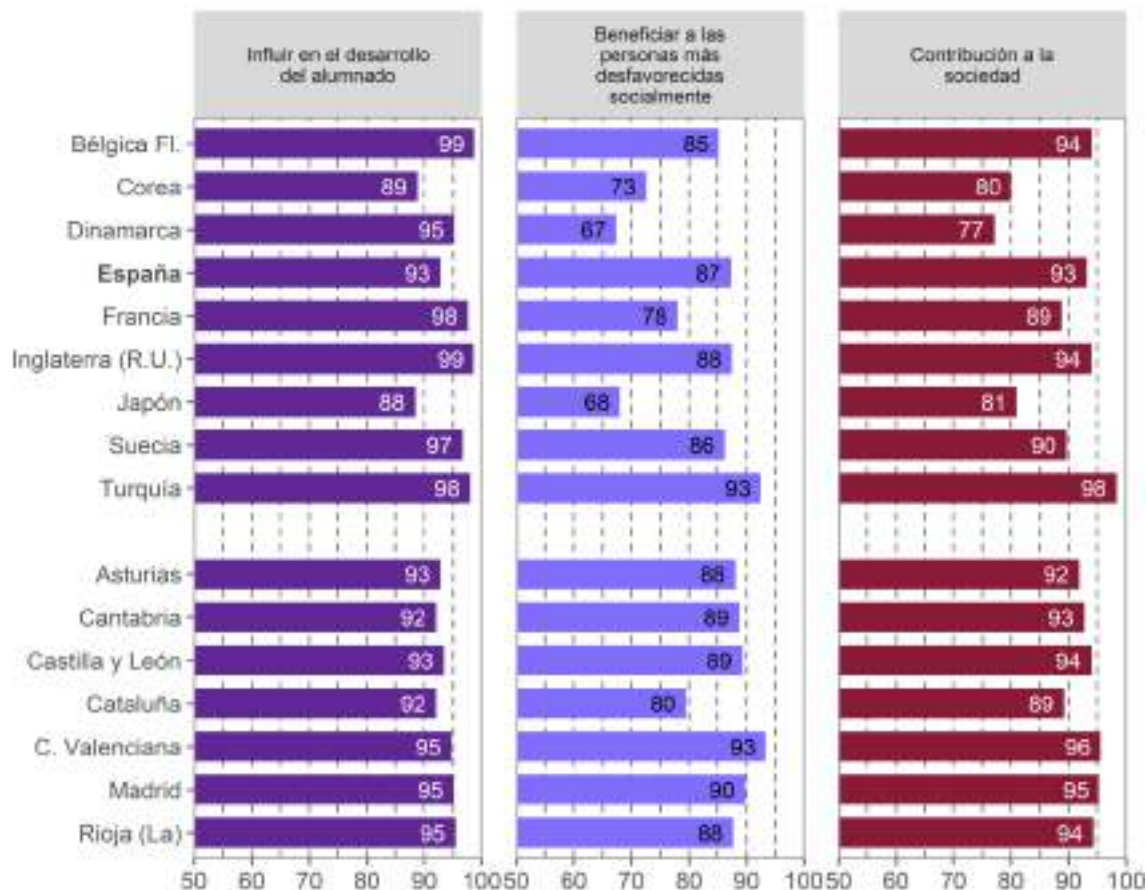 Influir en el desarrollo
del alumnado
Beneficiar a las
personas más
desfavorecidas
socialmente
Contribución a la
sociedad
Bélgica Fl. 99 85 94
Corea 89 73 80
Dinamarca 95 67 77
España 93 87 93
Francia 98 78 89
Inglaterra (R.U.) 99 88 94
Japón 88 68 81
Suecia 97 86 90
Turquía 98 93 98
Asturias 93 88 92
Cantabria 92 89 93
Castilla y León 93 89 94
Cataluña 92 80 89
C. Valenciana 95 93 96
Madrid 95 90 95
Rioja (La) 95 88 94
50 60 70 80 90 100 50 60 70 80 90 100 50 60 70 80 90 100